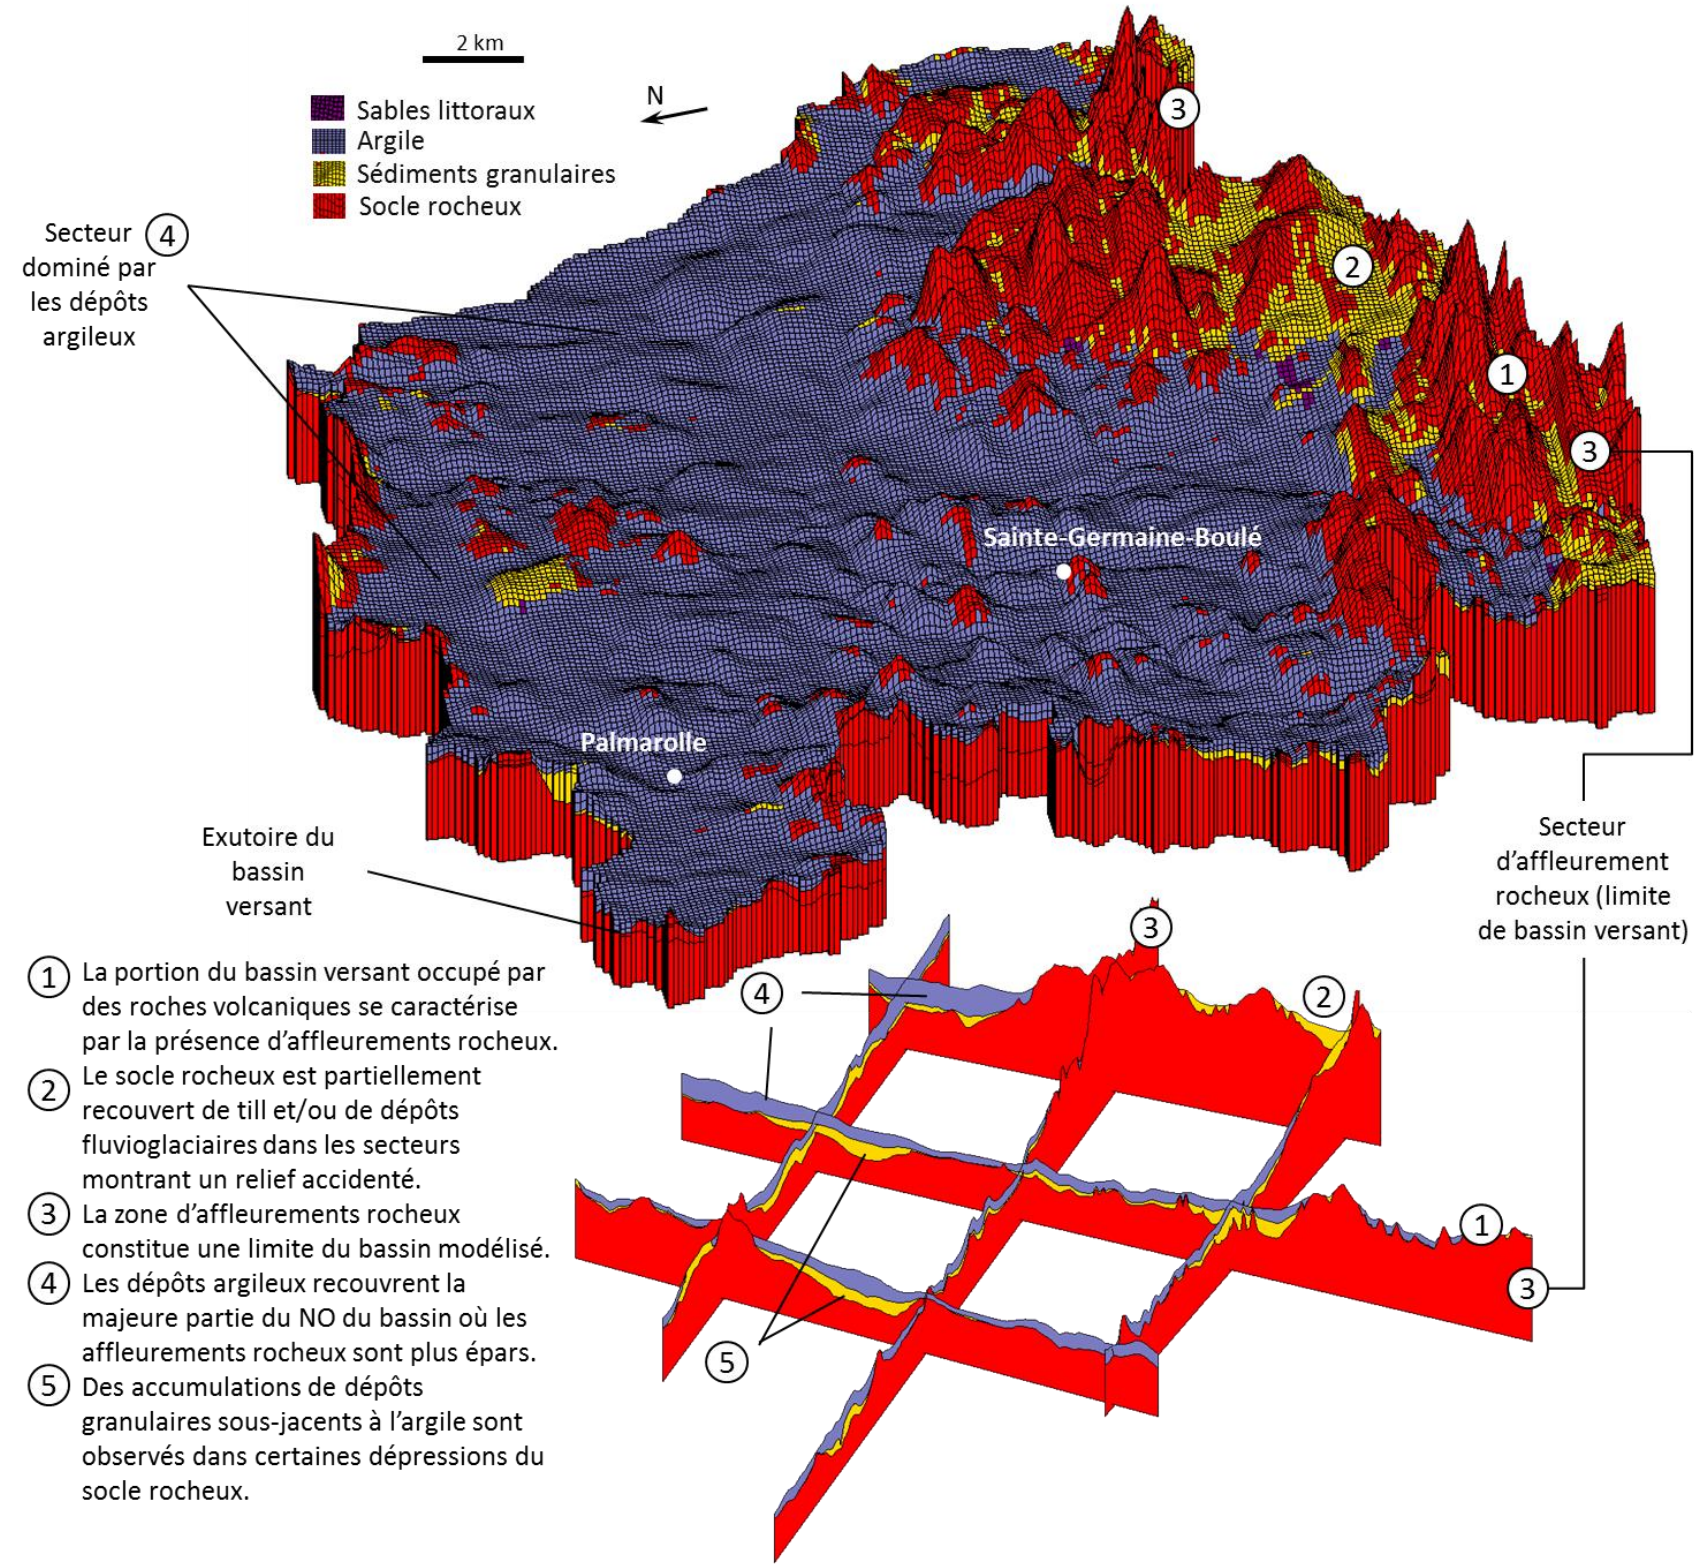 2 km
N
Sables littoraux
Argile
Sédiments granulaires
Socle rocheux
Secteur 4
dominé par
les dépôts
argileux
3
2
1
3
Sainte-Germaine-Boulé
Palmarolle
Exutoire du
bassin
versant
Secteur
d'affleurement
rocheux (limite
de bassin versant)
1 La portion du bassin versant occupé par
des roches volcaniques se caractérise
par la présence d'affleurements rocheux.
2 Le socle rocheux est partiellement
recouvert de till et/ou de dépôts
fluvioglaciaires dans les secteurs
montrant un relief accidenté.
3 La zone d'affleurements rocheux
constitue une limite du bassin modélisé.
4 Les dépôts argileux recouvrent la
majeure partie du NO du bassin où les
affleurements rocheux sont plus épars.
5 Des accumulations de dépôts
granulaires sous-jacents à l'argile sont
observés dans certaines dépressions du
socle rocheux.
3
4
2
1
3
5